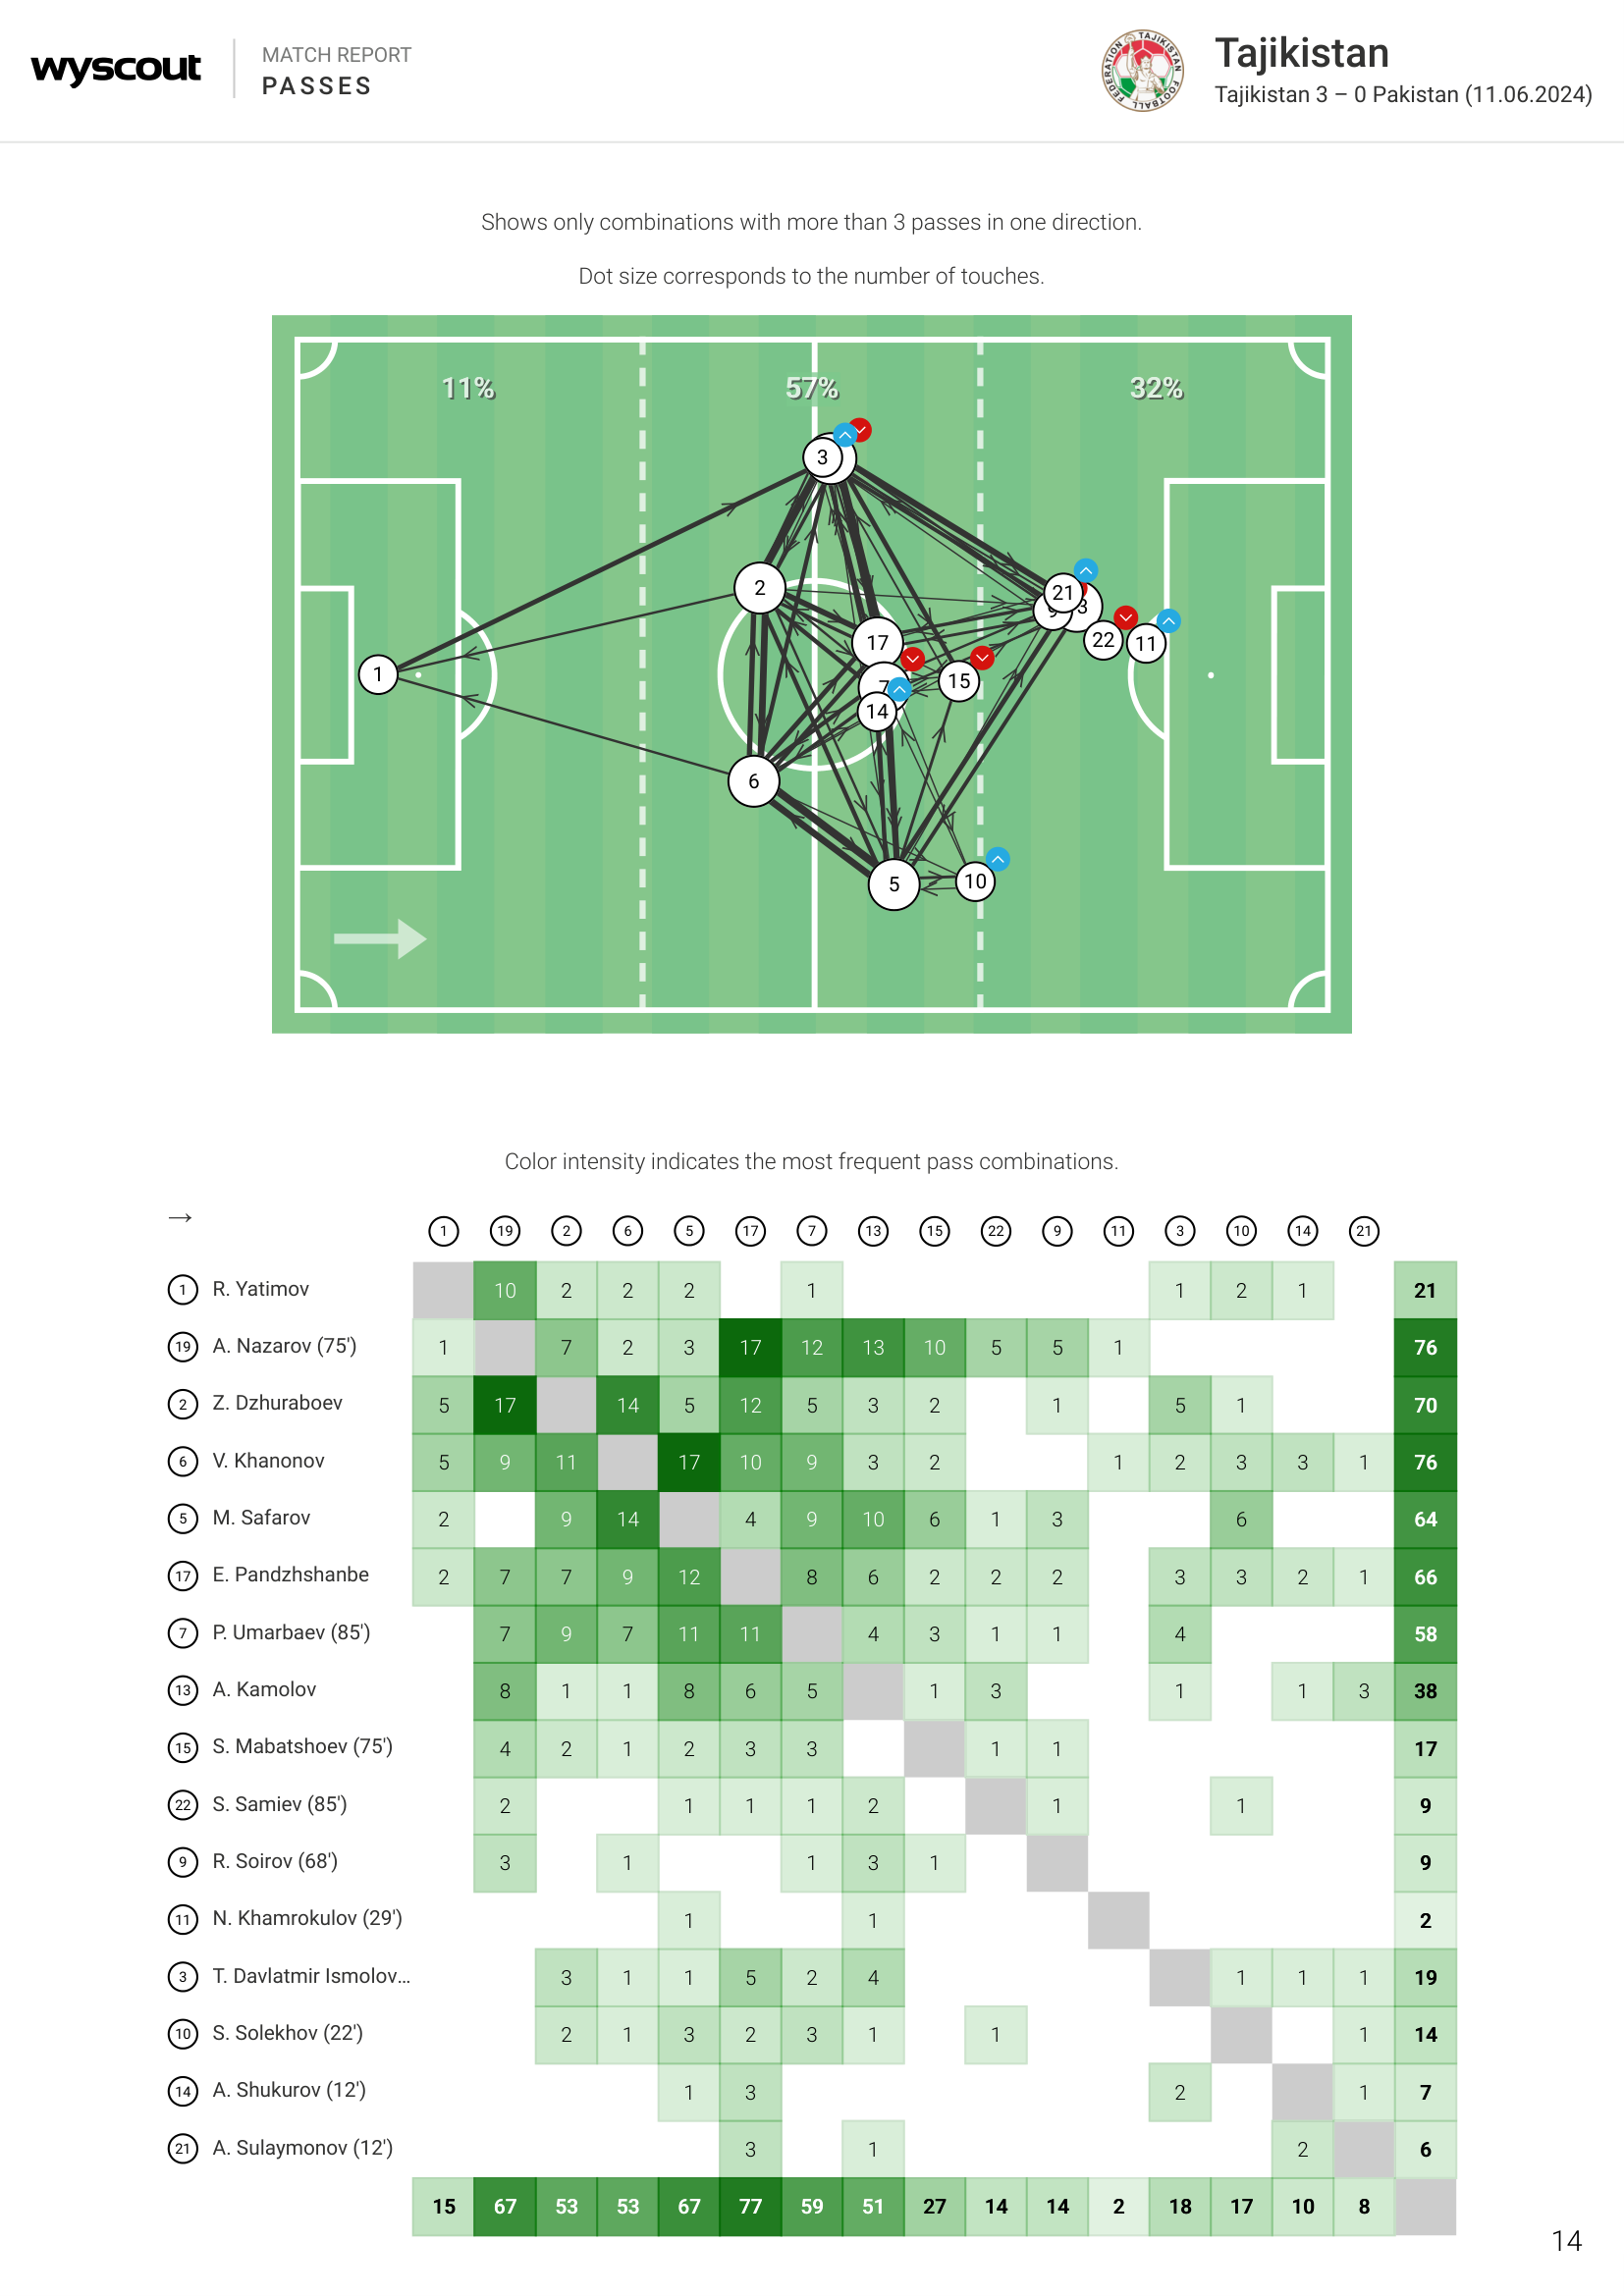 wyscout
MATCH REPORT
PASSES
FEDERATION TAJIKISTAN FOOTBALL
Tajikistan
Tajikistan 3 – 0 Pakistan (11.06.2024)
Shows only combinations with more than 3 passes in one direction.
Dot size corresponds to the number of touches.
11% 57% 32%
3
2
21
9 3
17
22 11
1
7
15
14
6
5
10
Color intensity indicates the most frequent pass combinations.
→
1 19 2 6 5 17 7 13 15 22 9 11 3 10 14 21
1 R. Yatimov 10 2 2 2 1 1 2 1 21
19 A. Nazarov (75') 1 7 2 3 17 12 13 10 5 5 1 76
2 Z. Dzhuraboev 5 17 14 5 12 5 3 2 1 5 1 70
6 V. Khanonov 5 9 11 17 10 9 3 2 1 2 3 3 1 76
5 M. Safarov 2 9 14 4 9 10 6 1 3 6 64
17 E. Pandzhshanbe 2 7 7 9 12 8 6 2 2 2 3 3 2 1 66
7 P. Umarbaev (85') 7 9 7 11 11 4 3 1 1 4 58
13 A. Kamolov 8 1 1 8 6 5 1 3 1 1 3 38
15 S. Mabatshoev (75') 4 2 1 2 3 3 1 1 17
22 S. Samiev (85') 2 1 1 1 2 1 1 9
9 R. Soirov (68') 3 1 1 3 1 9
11 N. Khamrokulov (29') 1 1 2
3 T. Davlatmir Ismolov... 3 1 1 5 2 4 1 1 1 19
10 S. Solekhov (22') 2 1 3 2 3 1 1 1 14
14 A. Shukurov (12') 1 3 2 1 7
21 A. Sulaymonov (12') 3 1 2 6
15 67 53 53 67 77 59 51 27 14 14 2 18 17 10 8
14